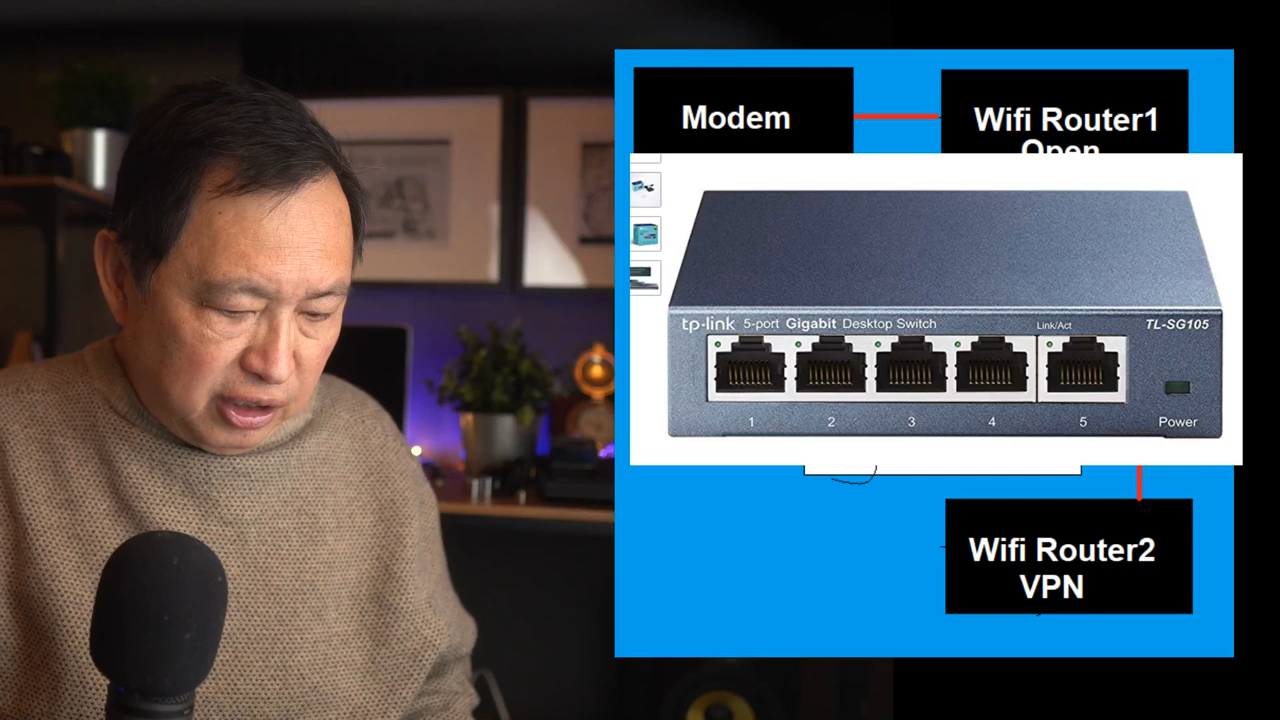 Modem
Wifi Router1
Open
tp-link 5-port Gigabit Desktop Switch
Link/Act
TL-SG105
1 2 3 4 5
Power
Wifi Router2
VPN